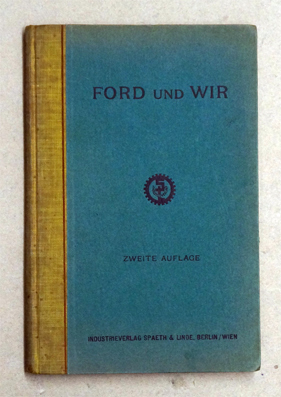 FORD UND WIR
ZWEITE AUFLAGE
INDUSTRIEVERLAG SPAETH & LINDE, BERLIN/WIEN